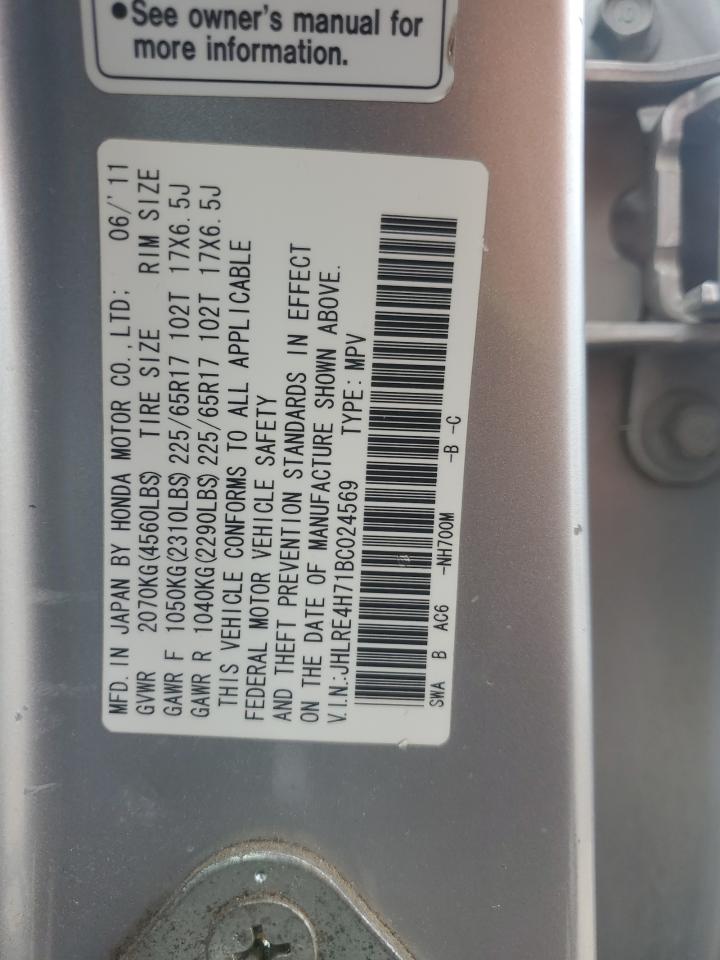 ●See owner's manual for
more information.
MFD. IN JAPAN BY HONDA MOTOR CO.,LTD; 06/'11
GVWR 2070KG(4560LBS) TIRE SIZE RIM SIZE
GAWR F 1050KG(2310LBS)225/65R17 102T 17X6.5J
GAWR R 1040KG(2290LBS)225/65R17 102T 17X6.5J
THIS VEHICLE CONFORMS TO ALL APPLICABLE
FEDERAL MOTOR VEHICLE SAFETY
AND THEFT PREVENTION STANDARDS IN EFFECT
ON THE DATE OF MANUFACTURE SHOWN ABOVE.
V.I.N:JHLRE4H71BC024569 TYPE:MPV
SWA B AC6 -NH700M -B -C